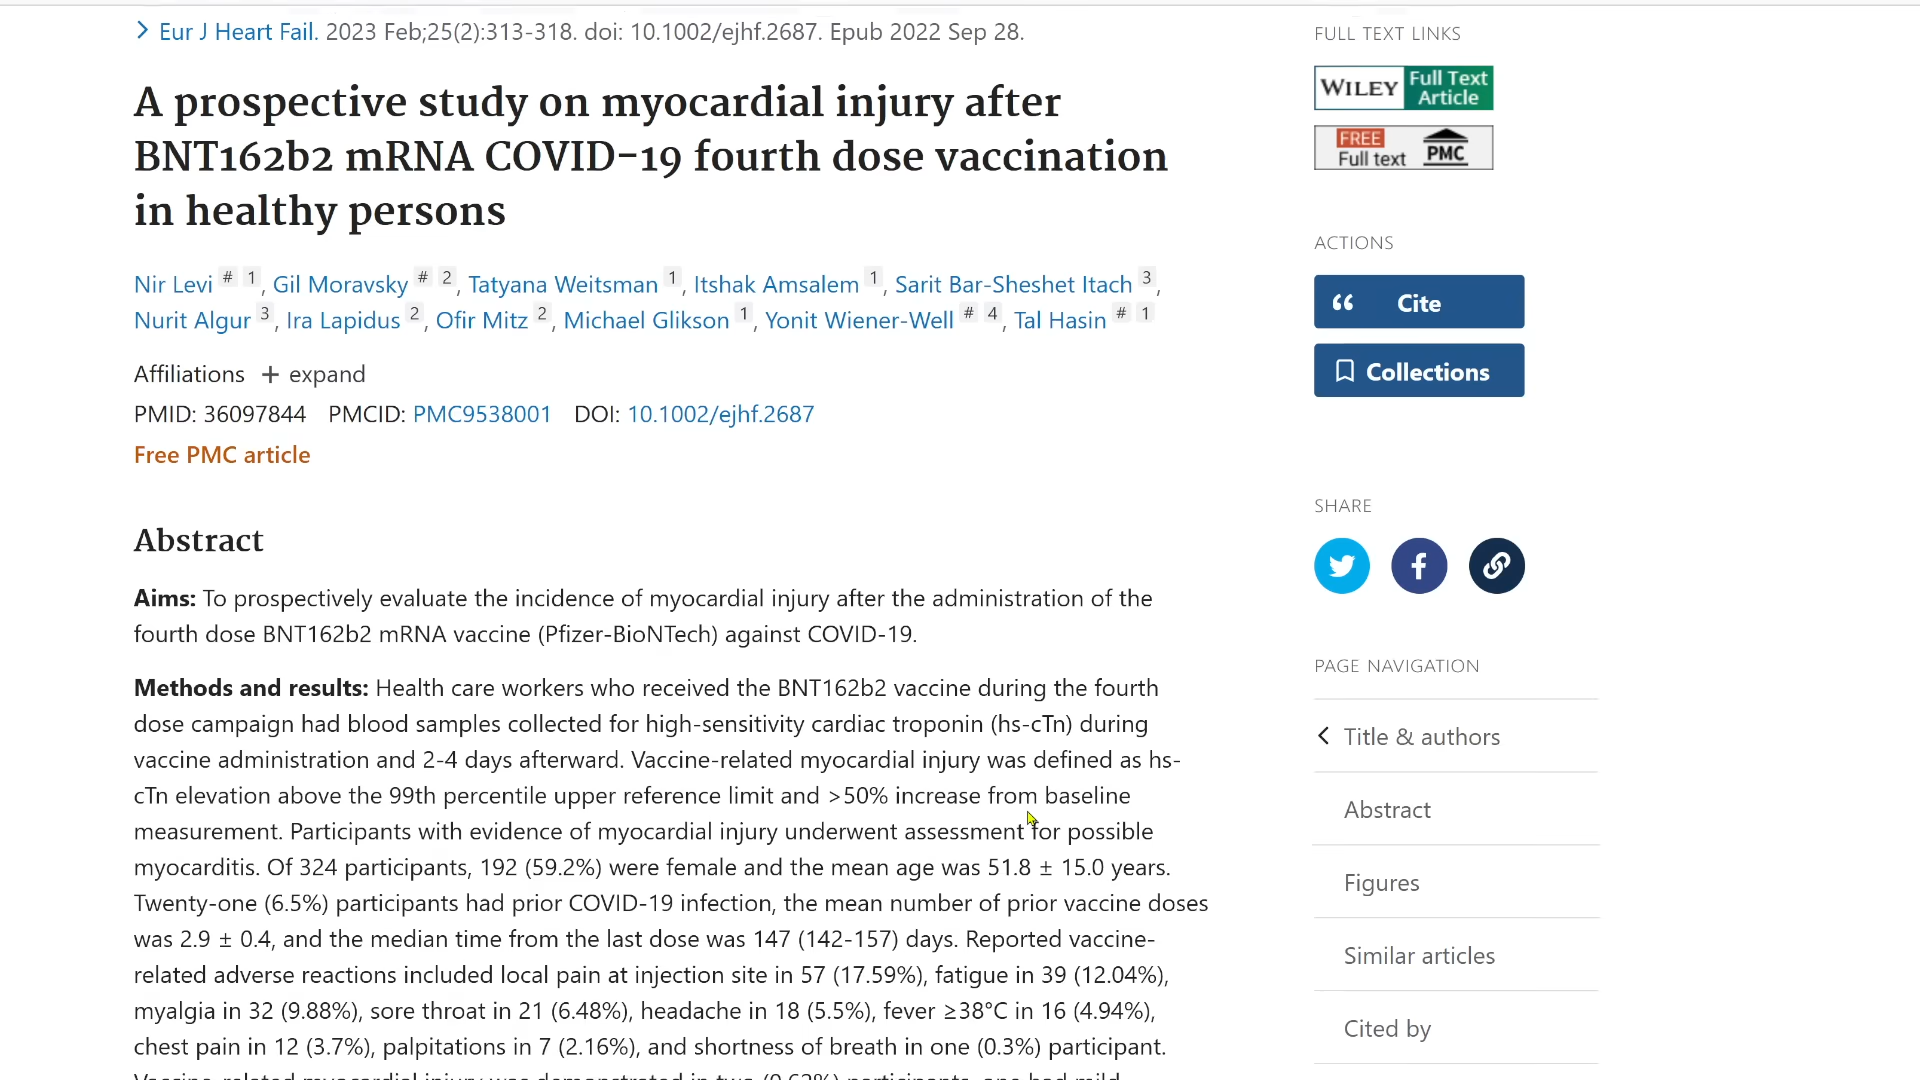 Eur J Heart Fail. 2023 Feb;25(2):313-318. doi: 10.1002/ejhf.2687. Epub 2022 Sep 28.
A prospective study on myocardial injury after
BNT162b2 mRNA COVID-19 fourth dose vaccination
in healthy persons
Nir Levi # 1, Gil Moravsky # 2, Tatyana Weitsman 1, Itshak Amsalem 1, Sarit Bar-Sheshet Itach 3,
Nurit Algur 3, Ira Lapidus 2, Ofir Mitz 2, Michael Glikson 1, Yonit Wiener-Well # 4, Tal Hasin # 1
Affiliations + expand
PMID: 36097844 PMCID: PMC9538001 DOI: 10.1002/ejhf.2687
Free PMC article
Abstract
Aims: To prospectively evaluate the incidence of myocardial injury after the administration of the
fourth dose BNT162b2 mRNA vaccine (Pfizer-BioNTech) against COVID-19.
Methods and results: Health care workers who received the BNT162b2 vaccine during the fourth
dose campaign had blood samples collected for high-sensitivity cardiac troponin (hs-cTn) during
vaccine administration and 2-4 days afterward. Vaccine-related myocardial injury was defined as hs-
cTn elevation above the 99th percentile upper reference limit and >50% increase from baseline
measurement. Participants with evidence of myocardial injury underwent assessment for possible
myocarditis. Of 324 participants, 192 (59.2%) were female and the mean age was 51.8 ± 15.0 years.
Twenty-one (6.5%) participants had prior COVID-19 infection, the mean number of prior vaccine doses
was 2.9 ± 0.4, and the median time from the last dose was 147 (142-157) days. Reported vaccine-
related adverse reactions included local pain at injection site in 57 (17.59%), fatigue in 39 (12.04%),
myalgia in 32 (9.88%), sore throat in 21 (6.48%), headache in 18 (5.5%), fever ≥38°C in 16 (4.94%),
chest pain in 12 (3.7%), palpitations in 7 (2.16%), and shortness of breath in one (0.3%) participant.
Vaccine-related myocardial injury was demonstrated in two (0.62%) participants, one had mild
FULL TEXT LINKS
WILEY Full Text
Article
FREE
Full text PMC
ACTIONS
Cite
Collections
SHARE
PAGE NAVIGATION
Title & authors
Abstract
Figures
Similar articles
Cited by